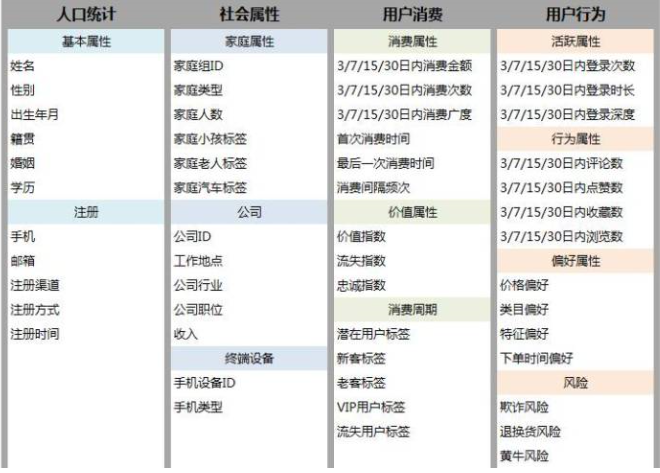 人口统计
基本属性
姓名
性别
出生年月
籍贯
婚姻
学历
注册
手机
邮箱
注册渠道
注册方式
注册时间
社会属性
家庭属性
家庭组ID
家庭类型
家庭人数
家庭小孩标签
家庭老人标签
家庭汽车标签
公司
公司ID
工作地点
公司行业
公司职位
收入
终端设备
手机设备ID
手机类型
用户消费
消费属性
3/7/15/30日内消费金额
3/7/15/30日内消费次数
3/7/15/30日内消费广度
首次消费时间
最后一次消费时间
消费间隔频次
价值属性
价值指数
流失指数
忠诚指数
消费周期
潜在用户标签
新客标签
老客标签
VIP用户标签
流失用户标签
用户行为
活跃属性
3/7/15/30日内登录次数
3/7/15/30日内登录时长
3/7/15/30日内登录深度
行为属性
3/7/15/30日内评论数
3/7/15/30日内点赞数
3/7/15/30日内收藏数
3/7/15/30日内浏览数
偏好属性
价格偏好
类目偏好
特征偏好
下单时间偏好
风险
欺诈风险
退换货风险
黄牛风险